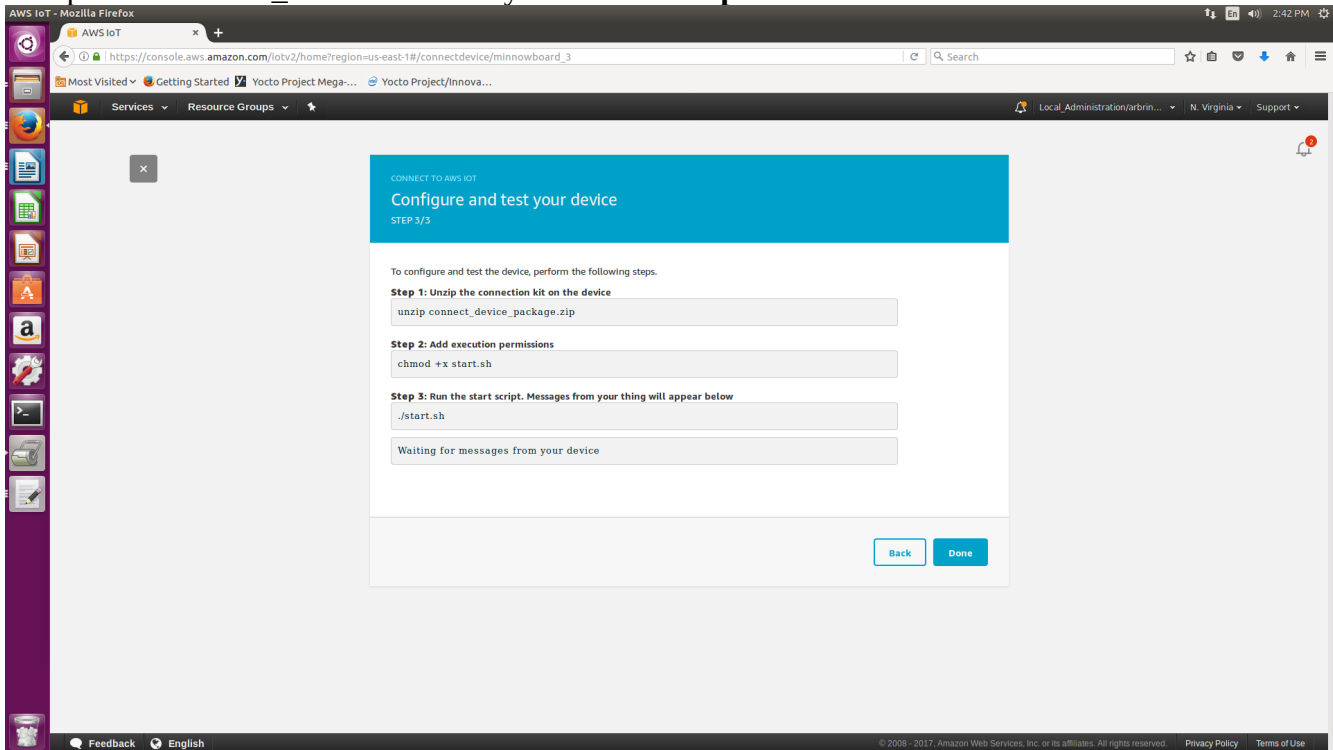 AWS IoT - Mozilla Firefox
En
2:42 PM
AWS IoT
https://console.aws.amazon.com/iotv2/home?region=us-east-1#/connectdevice/minnowboard_3
Search
Most Visited
Getting Started
Yocto Project Mega-...
Yocto Project/Innova...
Services
Resource Groups
Local_Administration/arbrin...
N. Virginia
Support
2
CONNECT TO AWS IOT
Configure and test your device
STEP 3/3
To configure and test the device, perform the following steps.
Step 1: Unzip the connection kit on the device
unzip connect_device_package.zip
Step 2: Add execution permissions
chmod +x start.sh
Step 3: Run the start script. Messages from your thing will appear below
./start.sh
Waiting for messages from your device
Back
Done
Feedback
English
© 2008 - 2017, Amazon Web Services, Inc. or its affiliates. All rights reserved.
Privacy Policy
Terms of Use